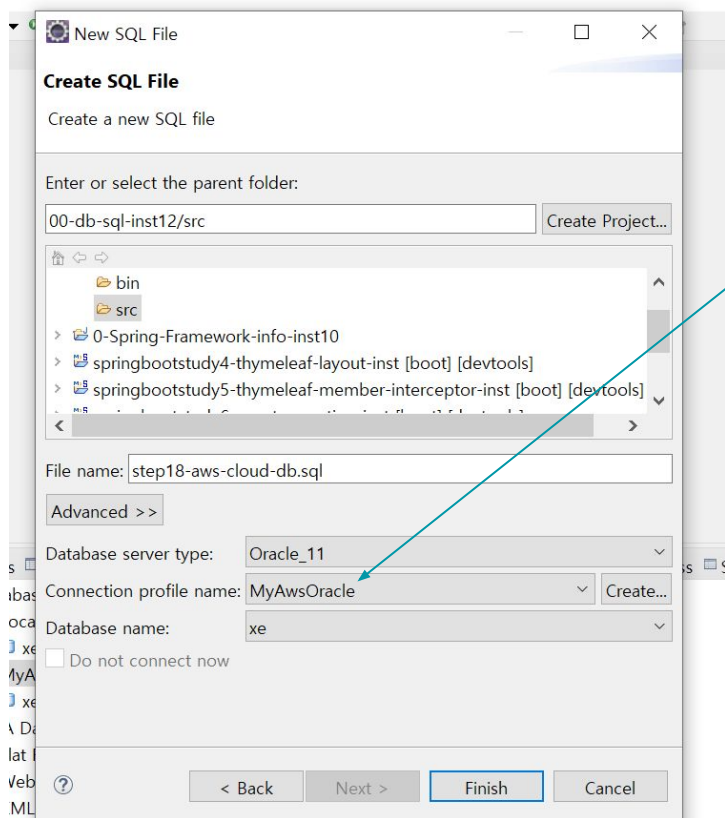 New SQL File
Create SQL File
Create a new SQL file
Enter or select the parent folder:
00-db-sql-inst12/src
Create Project...
bin
src
0-Spring-Framework-info-inst10
springbootstudy4-thymeleaf-layout-inst [boot] [devtools]
springbootstudy5-thymeleaf-member-interceptor-inst [boot] [devtools]
File name: step18-aws-cloud-db.sql
Advanced >>
Database server type: Oracle_11
Connection profile name: MyAwsOracle Create...
Database name: xe
Do not connect now
< Back Next > Finish Cancel